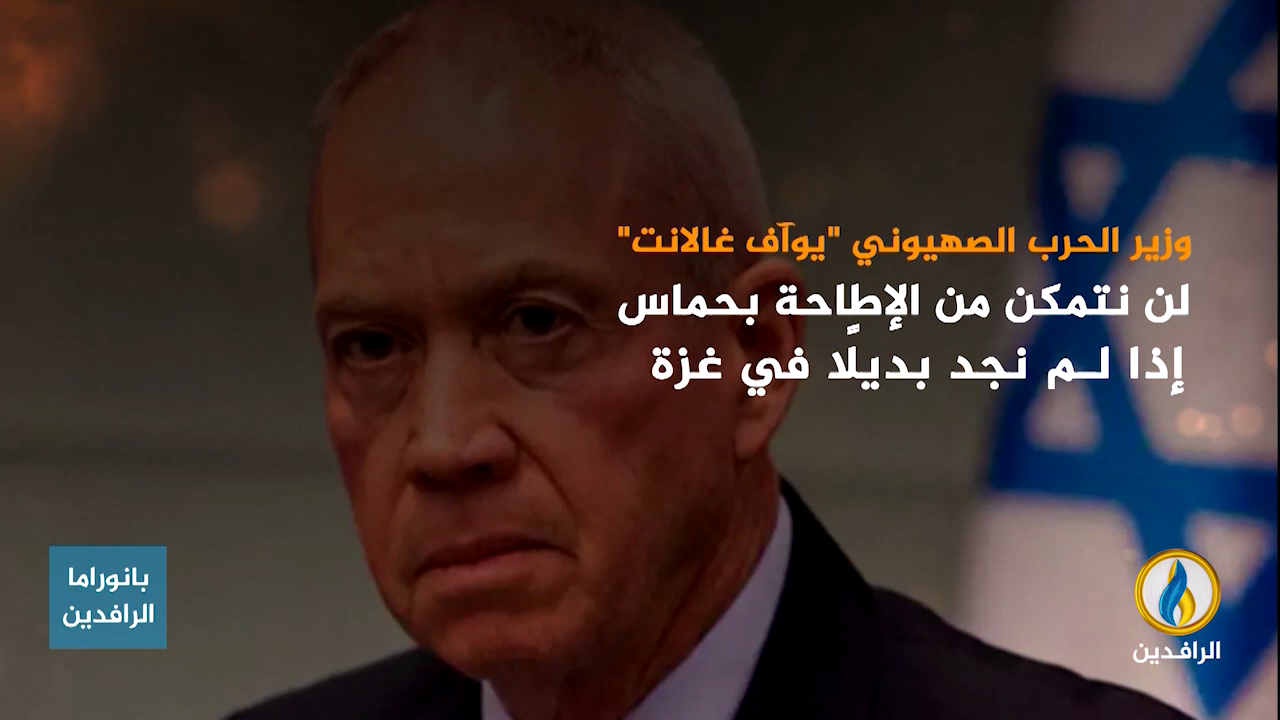 وزير الحرب الصهيوني "يوآف غالانت"
لن نتمكن من الإطاحة بحماس
إذا لم نجد بديلًا في غزة
بانوراما
الرافدين
الرافدين